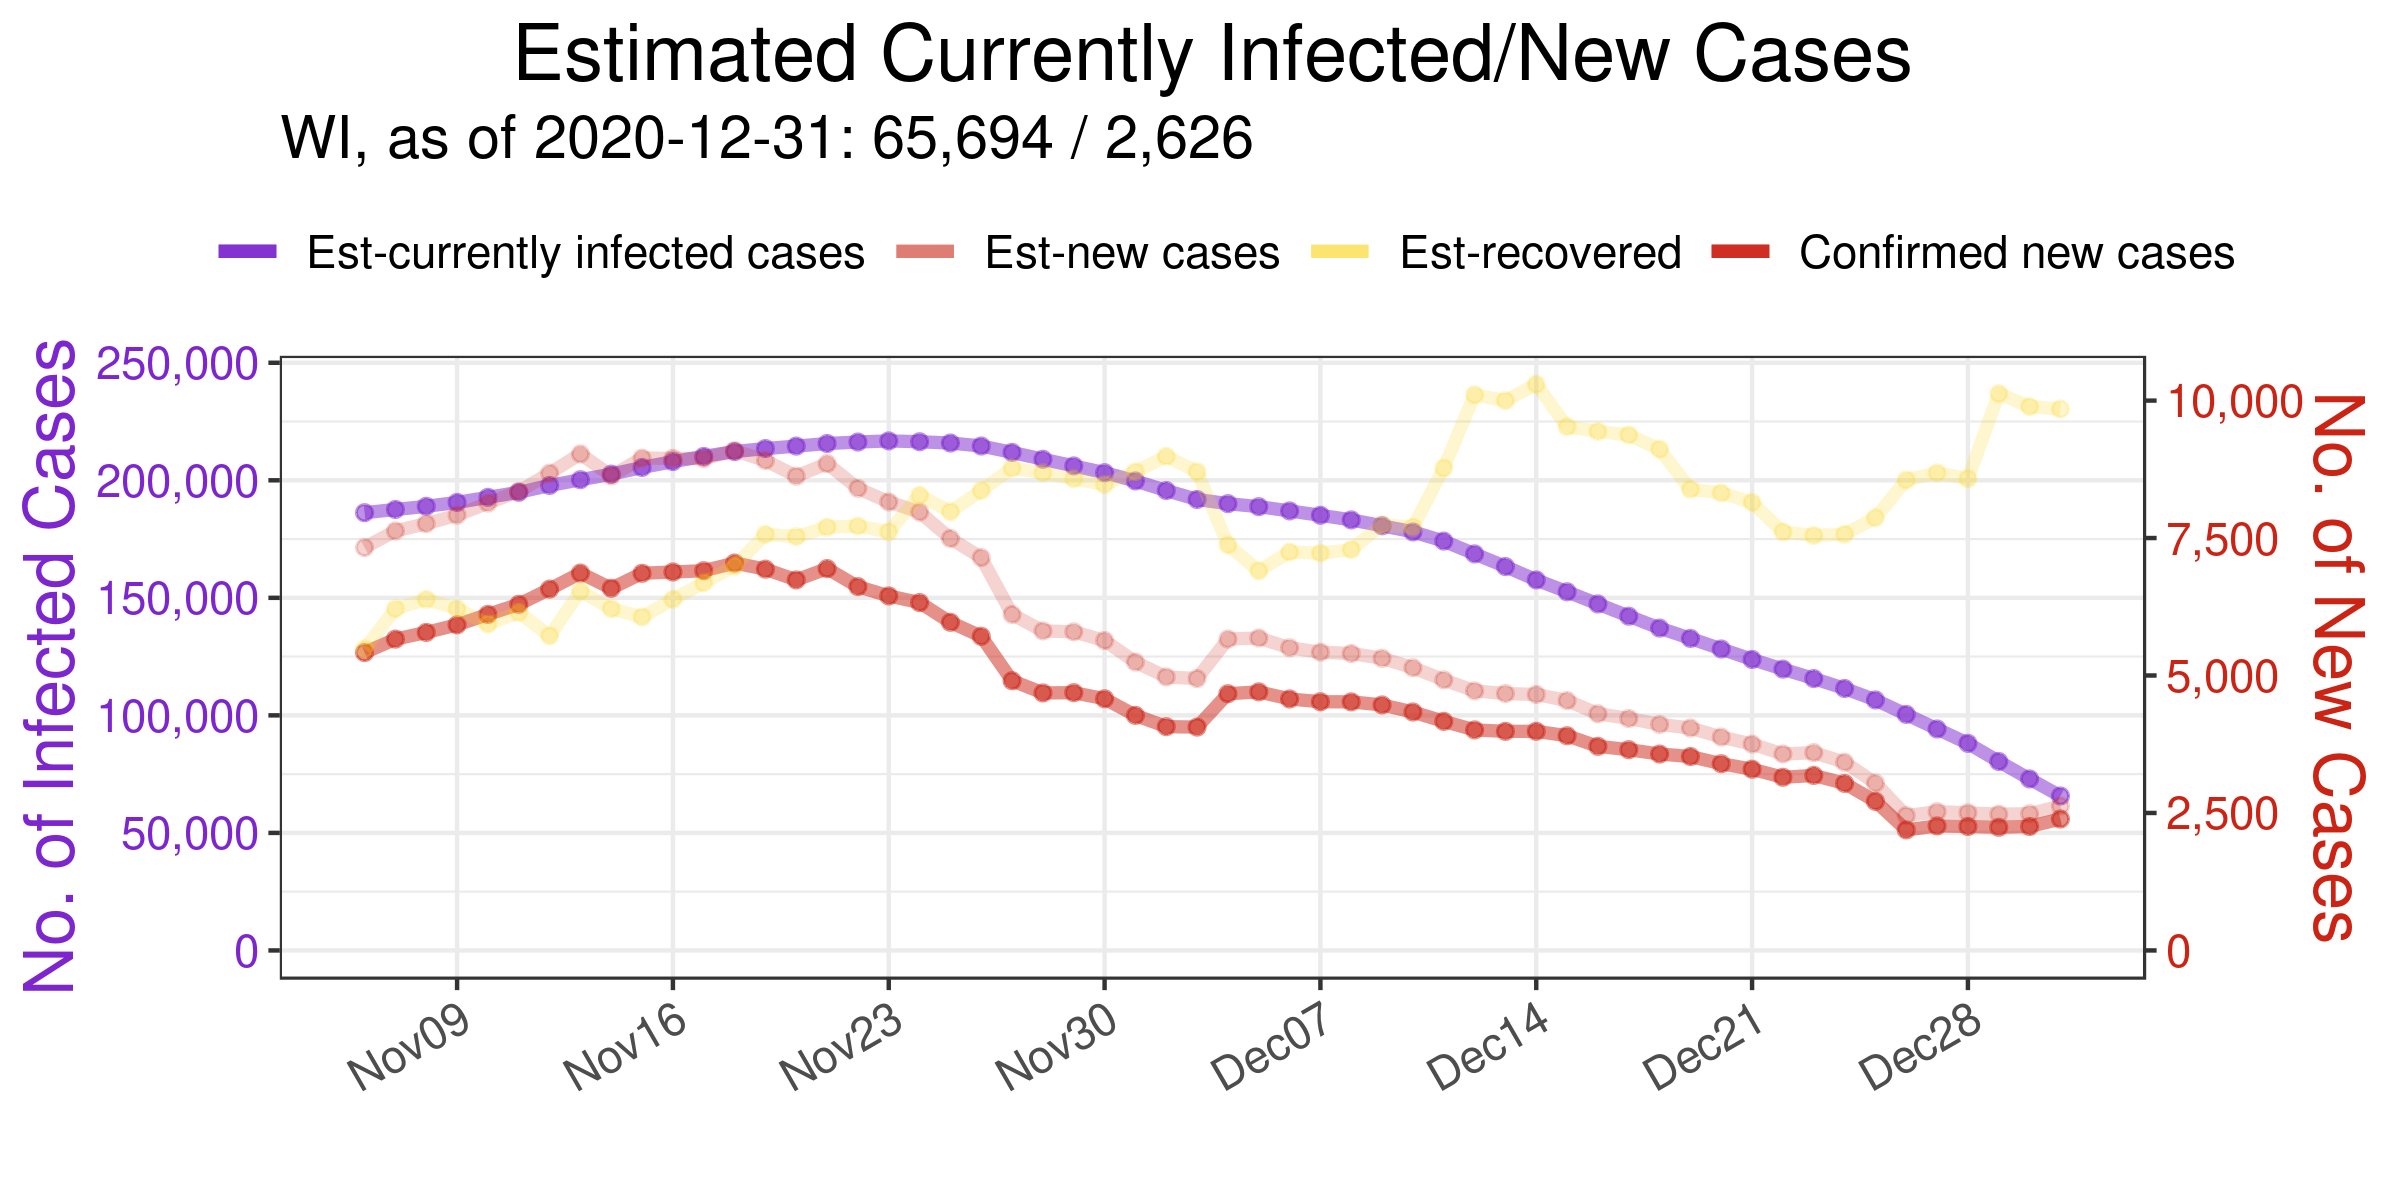 Estimated Currently Infected/New Cases
WI, as of 2020-12-31: 65,694 / 2,626
Est-currently infected cases Est-new cases Est-recovered Confirmed new cases
No. of Infected Cases
250,000
200,000
150,000
100,000
50,000
0
10,000
7,500
5,000
2,500
0
No. of New Cases
Nov09 Nov16 Nov23 Nov30 Dec07 Dec14 Dec21 Dec28